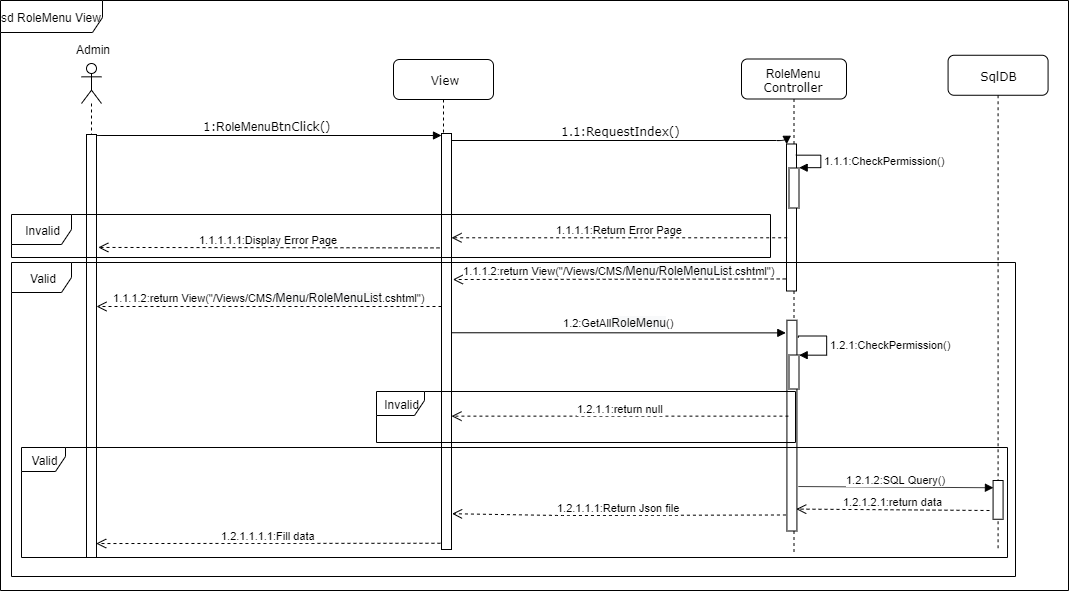 sd RoleMenu View
Admin
View
RoleMenu
Controller
SqlDB
1:RoleMenuBtnClick()
1.1:RequestIndex()
1.1.1:CheckPermission()
Invalid
1.1.1.1:Return Error Page
1.1.1.1.1:Display Error Page
Valid
1.1.1.2:return View("/Views/CMS/Menu/RoleMenuList.cshtml")
1.1.1.2:return View("/Views/CMS/Menu/RoleMenuList.cshtml")
1.2:GetAllRoleMenu()
1.2.1:CheckPermission()
Invalid
1.2.1.1:return null
Valid
1.2.1.2:SQL Query()
1.2.1.2.1:return data
1.2.1.1.1:Return Json file
1.2.1.1.1.1:Fill data